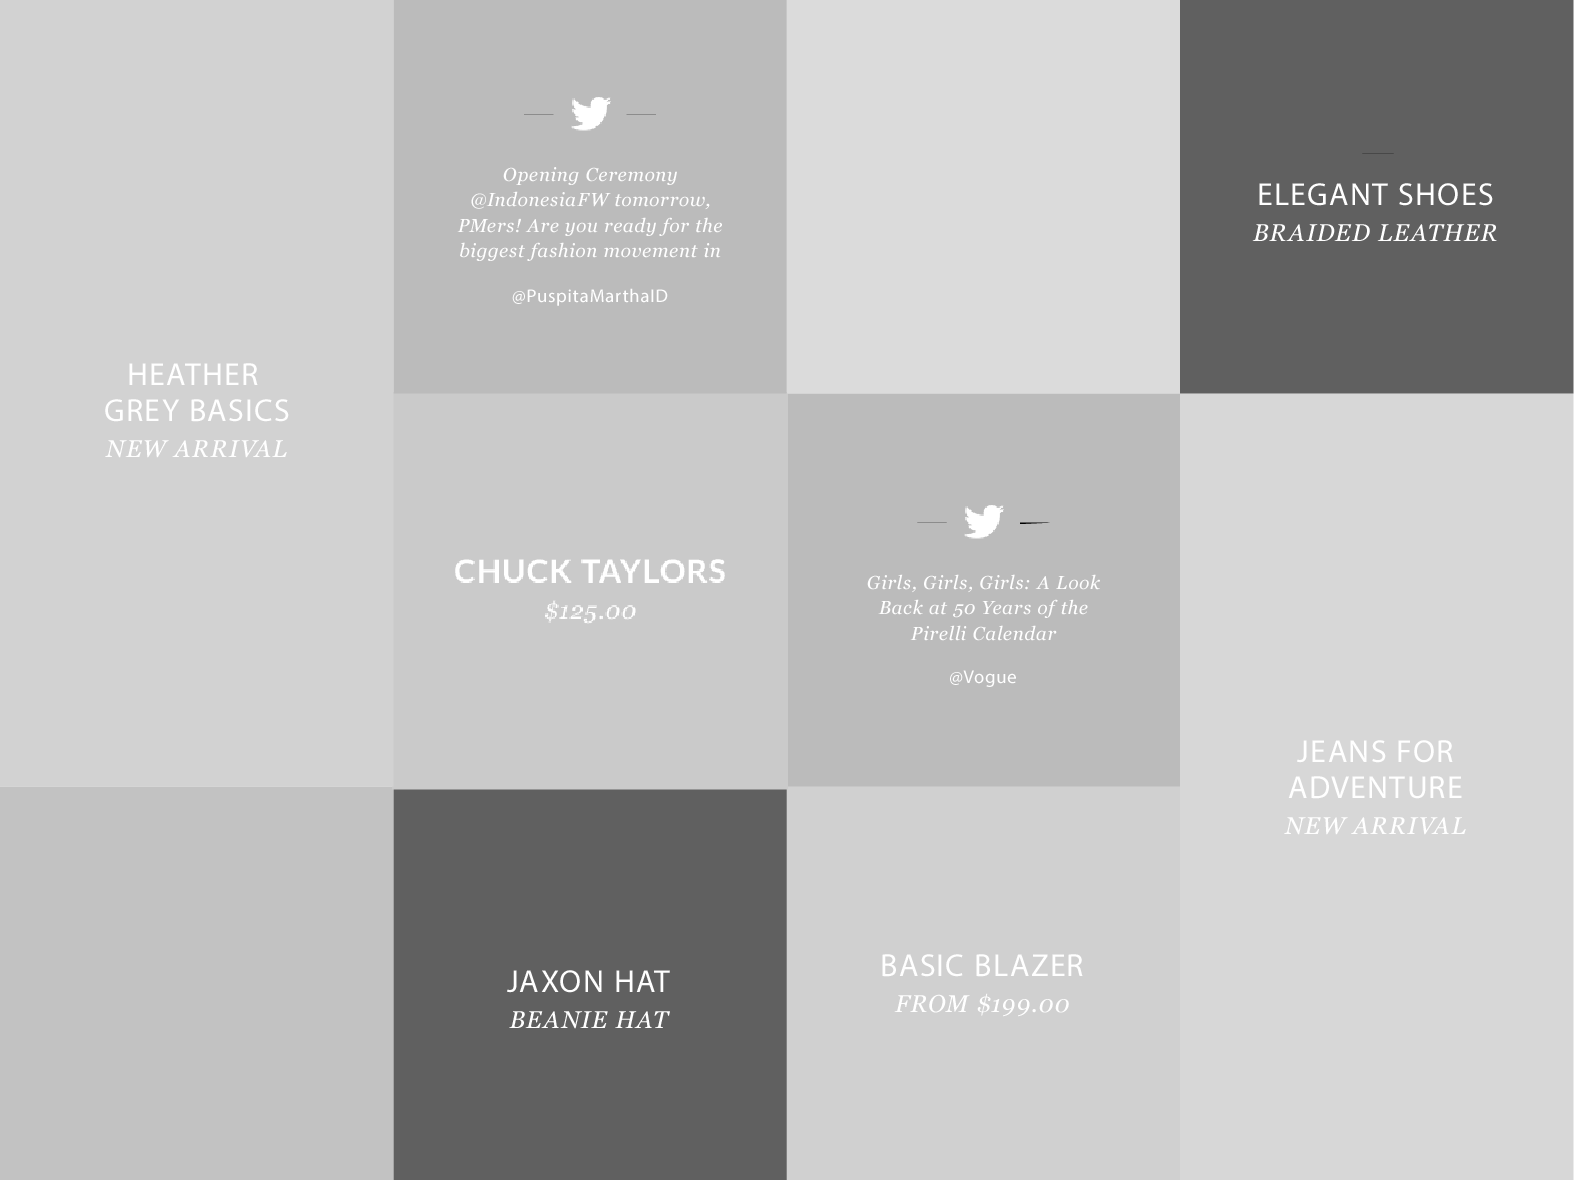 Opening Ceremony
@IndonesiaFW tomorrow,
PMers! Are you ready for the
biggest fashion movement in
@PuspitaMarthaID
ELEGANT SHOES
BRAIDED LEATHER
HEATHER
GREY BASICS
NEW ARRIVAL
CHUCK TAYLORS
$125.00
Girls, Girls, Girls: A Look
Back at 50 Years of the
Pirelli Calendar
@Vogue
JEANS FOR
ADVENTURE
NEW ARRIVAL
JAXON HAT
BEANIE HAT
BASIC BLAZER
FROM $199.00